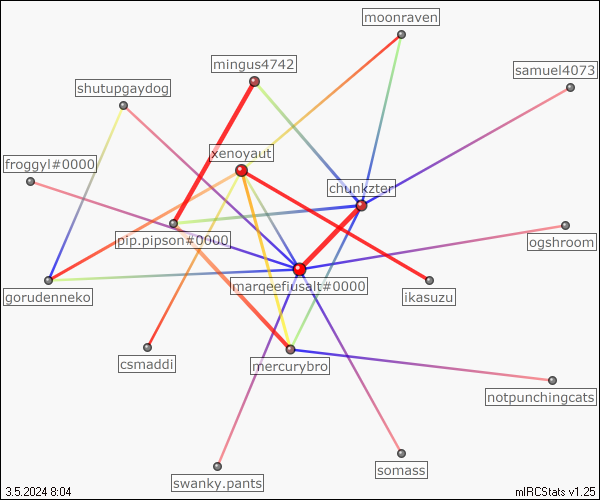 moonraven
mingus4742
samuel4073
shutupgaydog
xenoyaut
froggyl#0000
chunkzter
pip.pipson#0000
ogshroom
marqeefiusalt#0000
gorudenneko
ikasuzu
csmaddi
mercurybro
notpunchingcats
somass
swanky.pants
3.5.2024 8:04
mIRCStats v1.25